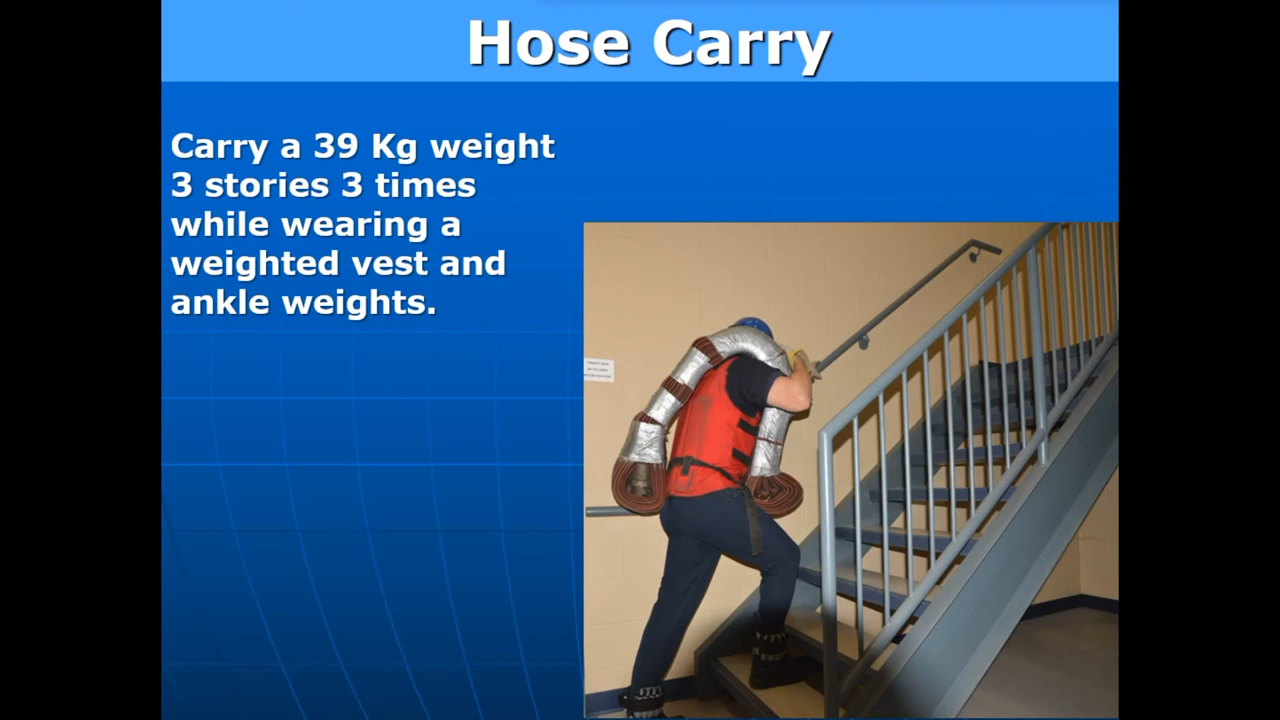 Hose Carry
Carry a 39 Kg weight
3 stories 3 times
while wearing a
weighted vest and
ankle weights.